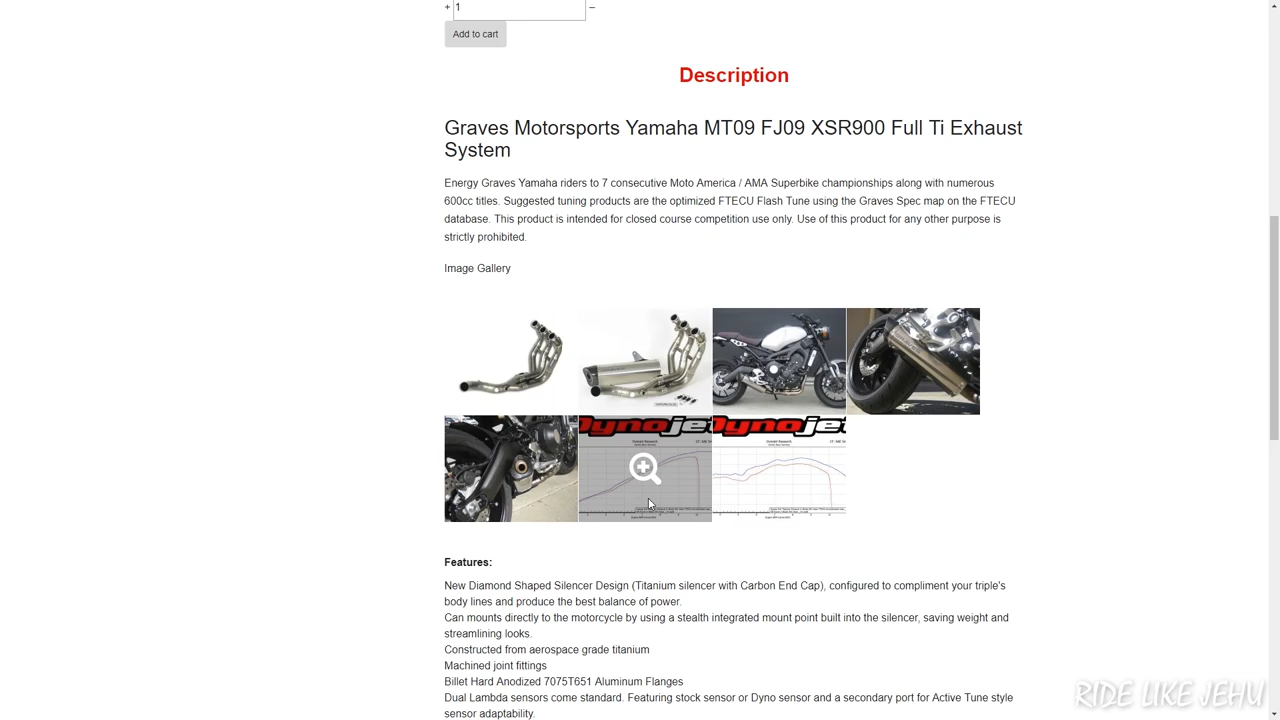 + 1 –
Add to cart
Description
Graves Motorsports Yamaha MT09 FJ09 XSR900 Full Ti Exhaust
System
Energy Graves Yamaha riders to 7 consecutive Moto America / AMA Superbike championships along with numerous
600cc titles. Suggested tuning products are the optimized FTECU Flash Tune using the Graves Spec map on the FTECU
database. This product is intended for closed course competition use only. Use of this product for any other purpose is
strictly prohibited.
Image Gallery
Dynojet
Dynojet
Features:
New Diamond Shaped Silencer Design (Titanium silencer with Carbon End Cap), configured to compliment your triple's
body lines and produce the best balance of power.
Can mounts directly to the motorcycle by using a stealth integrated mount point built into the silencer, saving weight and
streamlining looks.
Constructed from aerospace grade titanium
Machined joint fittings
Billet Hard Anodized 7075T651 Aluminum Flanges
Dual Lambda sensors come standard. Featuring stock sensor or Dyno sensor and a secondary port for Active Tune style
sensor adaptability.
RIDE LIKE JEHU